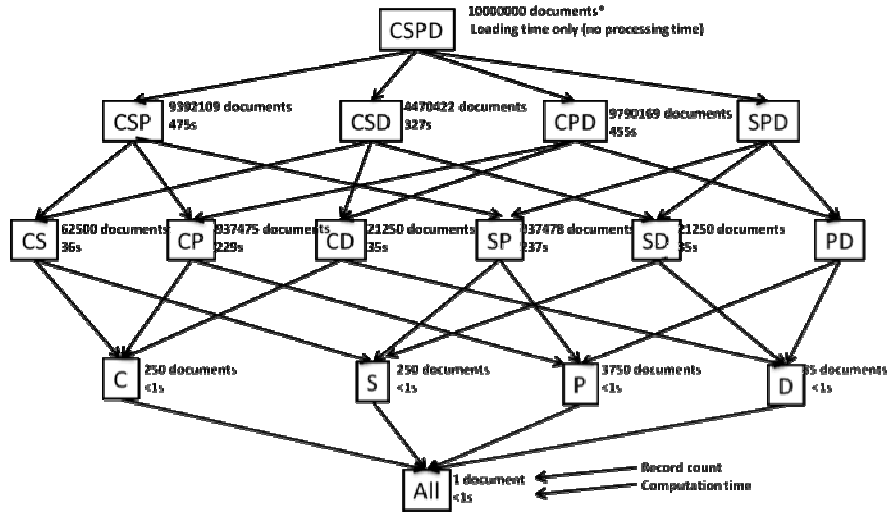 CSPD
10000000 documents*
Loading time only (no processing time)
CSP
9392109 documents
475s
CSD
4470422 documents
327s
CPD
9790169 documents
455s
SPD
CS
62500 documents
36s
CP
937475 documents
229s
CD
21250 documents
35s
SP
937478 documents
237s
SD
21250 documents
35s
PD
C
250 documents
<1s
S
250 documents
<1s
P
3750 documents
<1s
D
85 documents
<1s
All
1 document
<1s
Record count
Computation time